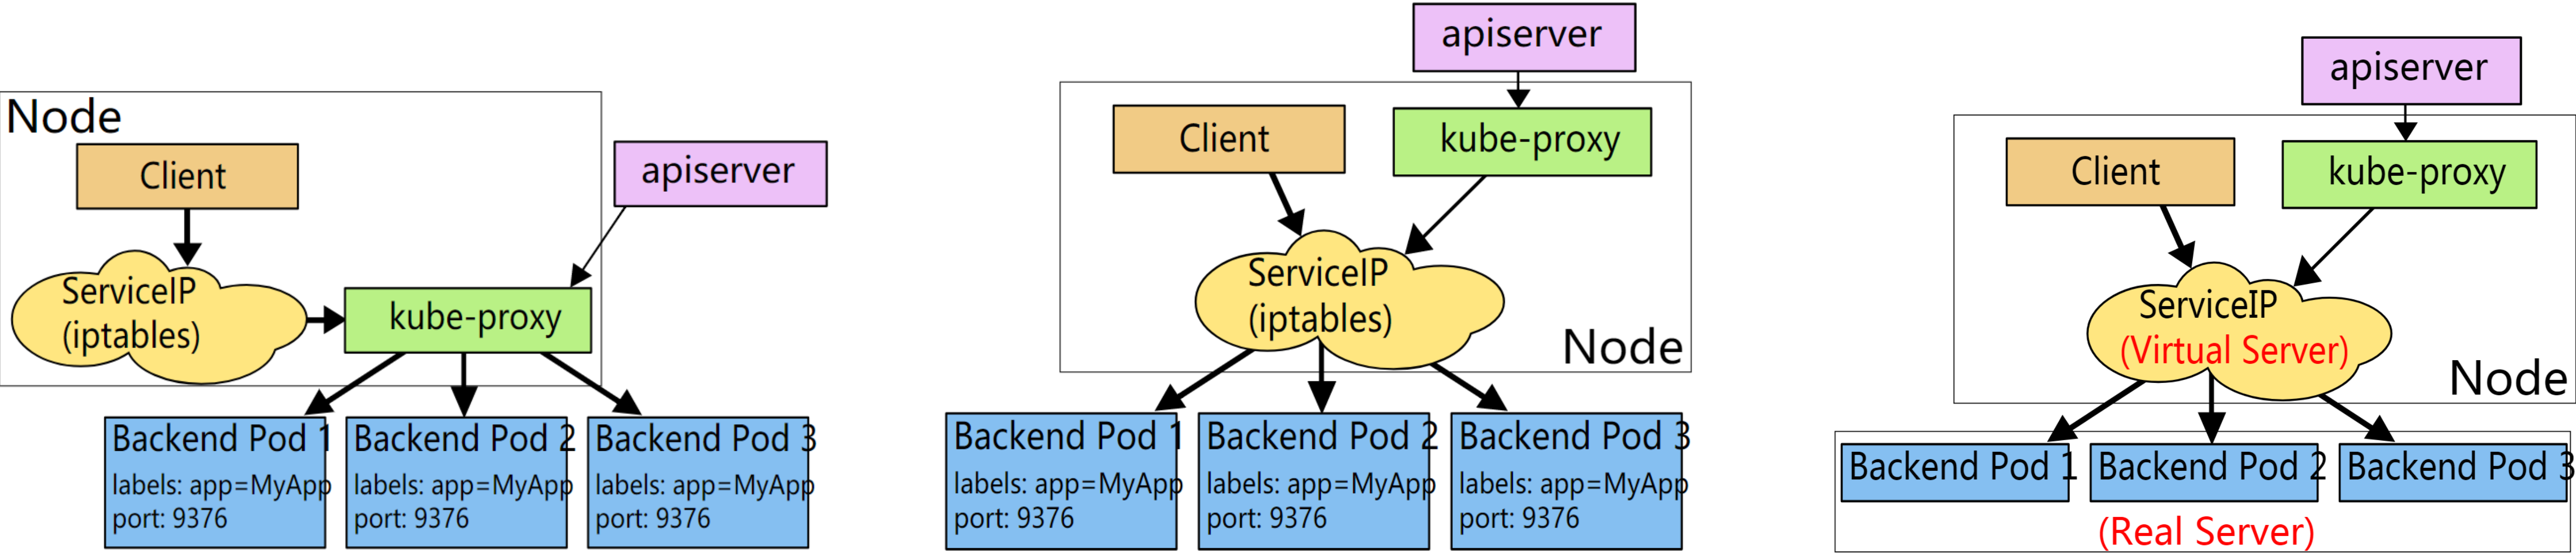 Node
Client
apiserver
ServiceIP
(iptables)
kube-proxy
Backend Pod 1
labels: app=MyApp
port: 9376
Backend Pod 2
labels: app=MyApp
port: 9376
Backend Pod 3
labels: app=MyApp
port: 9376
apiserver
Client
kube-proxy
ServiceIP
(iptables)
Node
Backend Pod 1
labels: app=MyApp
port: 9376
Backend Pod 2
labels: app=MyApp
port: 9376
Backend Pod 3
labels: app=MyApp
port: 9376
apiserver
Client
kube-proxy
ServiceIP
(Virtual Server)
Node
Backend Pod 1
Backend Pod 2
Backend Pod 3
(Real Server)